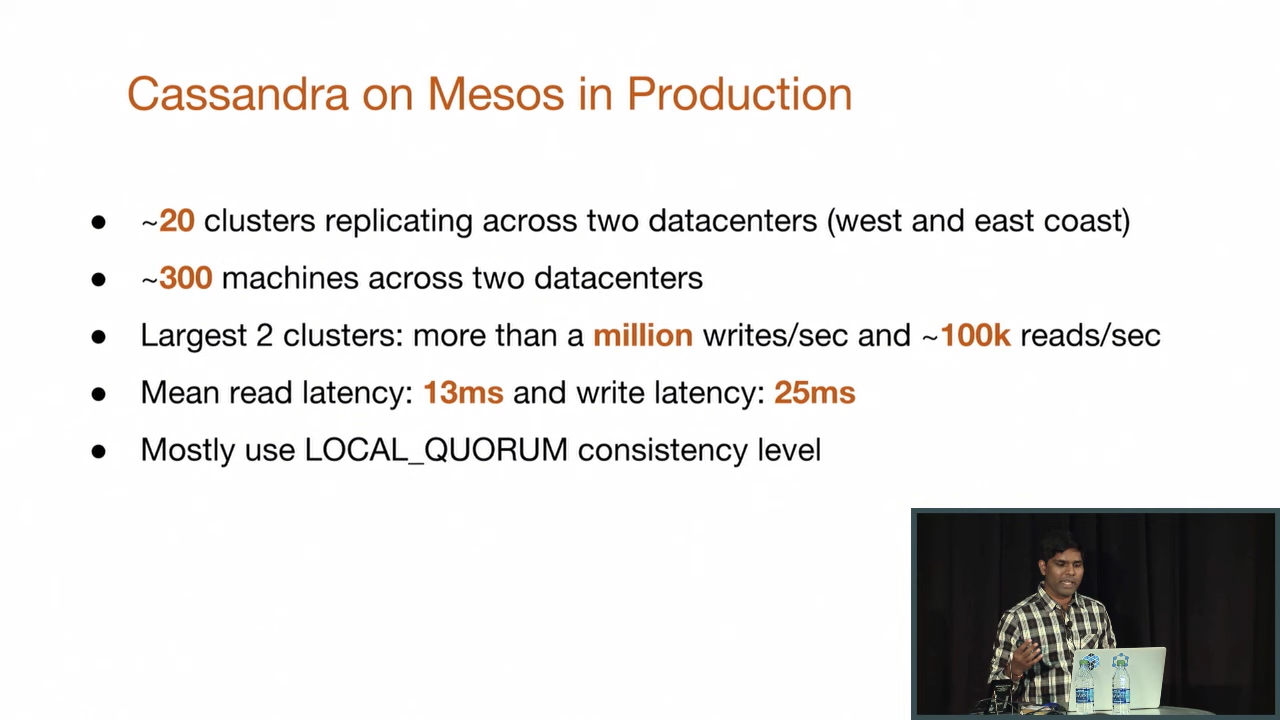 Cassandra on Mesos in Production
● ~20 clusters replicating across two datacenters (west and east coast)
● ~300 machines across two datacenters
● Largest 2 clusters: more than a million writes/sec and ~100k reads/sec
● Mean read latency: 13ms and write latency: 25ms
● Mostly use LOCAL_QUORUM consistency level